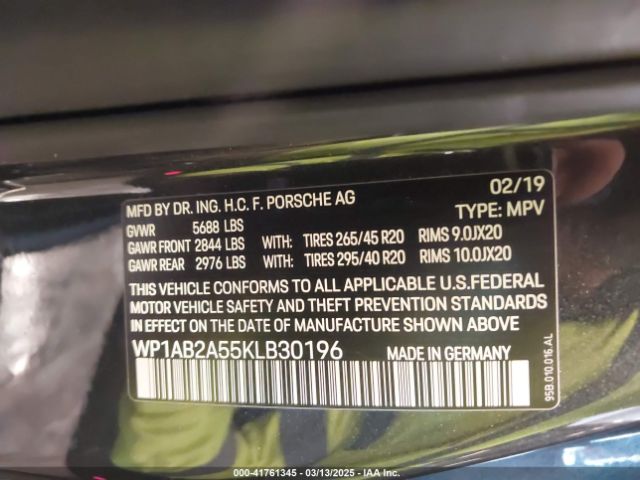 MFD BY DR. ING. H.C. F. PORSCHE AG 02/19
GVWR 5688 LBS TYPE: MPV
GAWR FRONT 2844 LBS WITH: TIRES 265/45 R20 RIMS 9.0JX20
GAWR REAR 2976 LBS WITH: TIRES 295/40 R20 RIMS 10.0JX20
THIS VEHICLE CONFORMS TO ALL APPLICABLE U.S.FEDERAL
MOTOR VEHICLE SAFETY AND THEFT PREVENTION STANDARDS
IN EFFECT ON THE DATE OF MANUFACTURE SHOWN ABOVE
WP1AB2A55KLB30196 MADE IN GERMANY
95B.010.016.AL
000-41761345 | 03/13/2025 — IAA Inc.